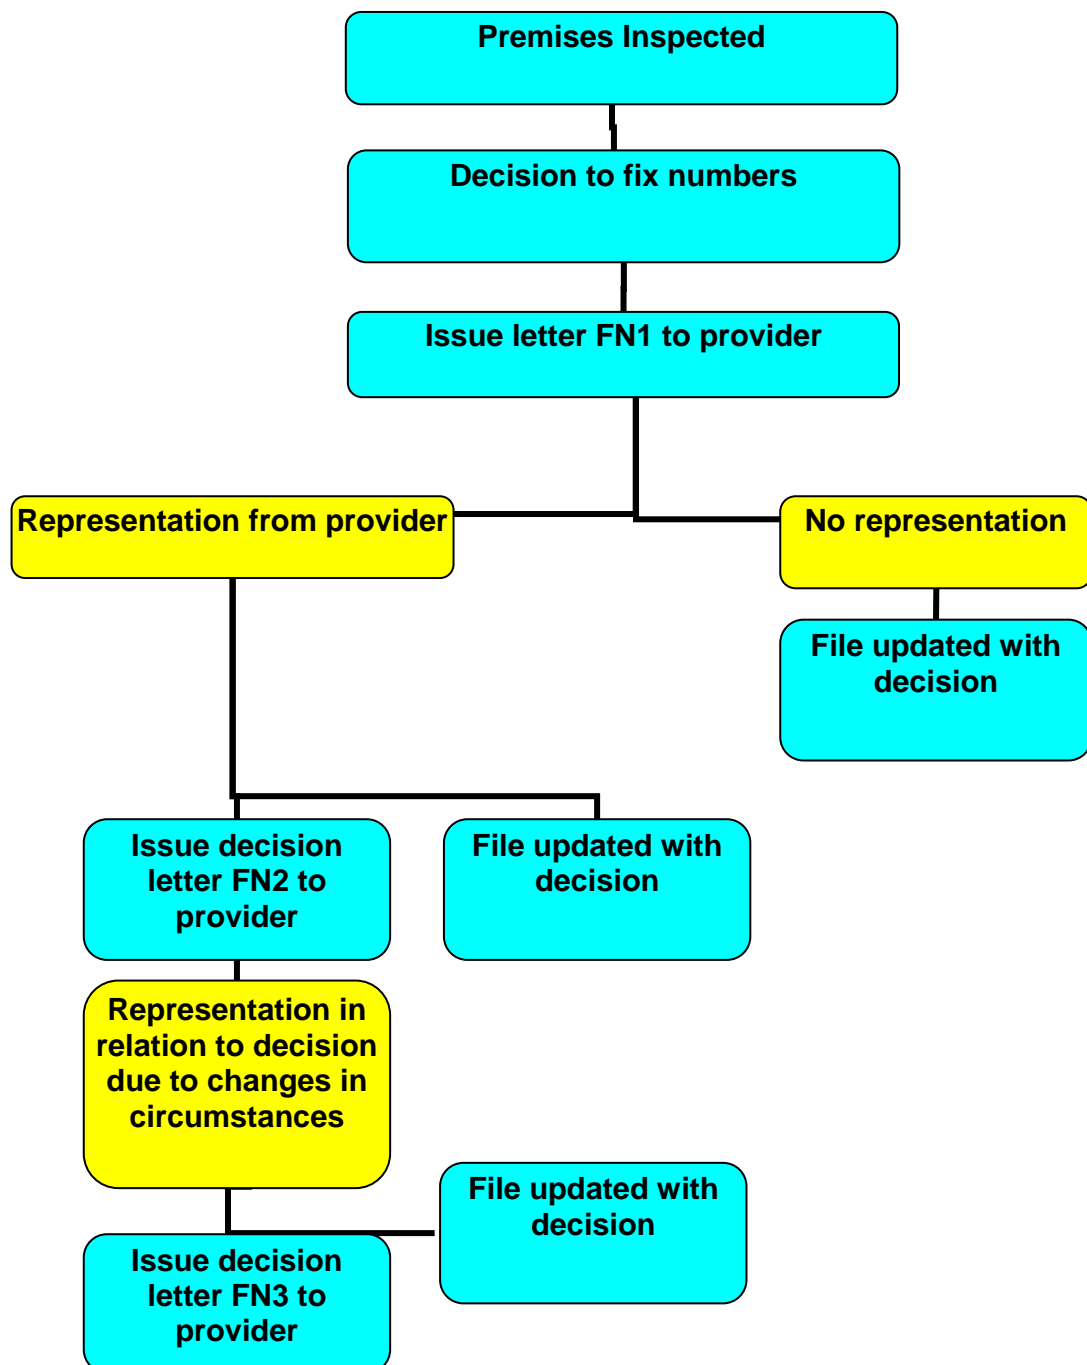 Premises Inspected
Decision to fix numbers
Issue letter FN1 to provider
Representation from provider
No representation
File updated with
decision
Issue decision
letter FN2 to
provider
File updated with
decision
Representation in
relation to decision
due to changes in
circumstances
File updated with
decision
Issue decision
letter FN3 to
provider